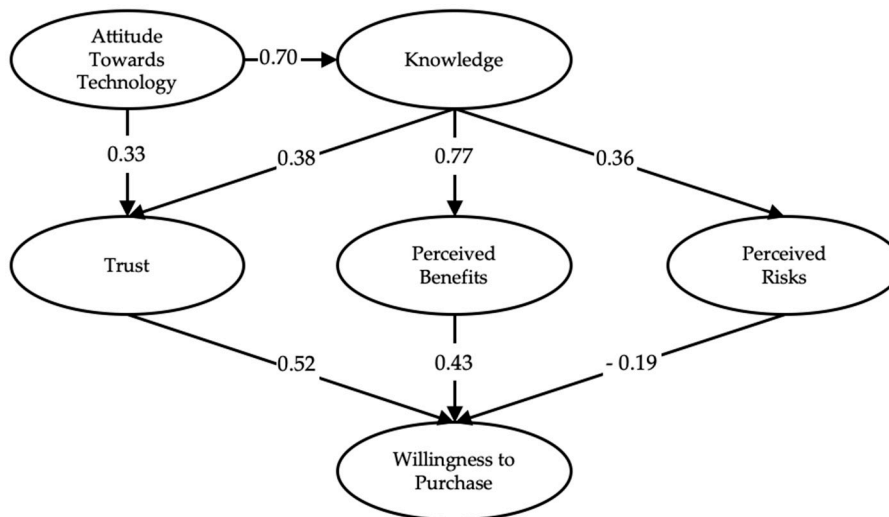 Attitude
Towards
Technology
0.70
Knowledge
0.33
0.38
0.77
0.36
Trust
Perceived
Benefits
Perceived
Risks
0.52
0.43
- 0.19
Willingness to
Purchase